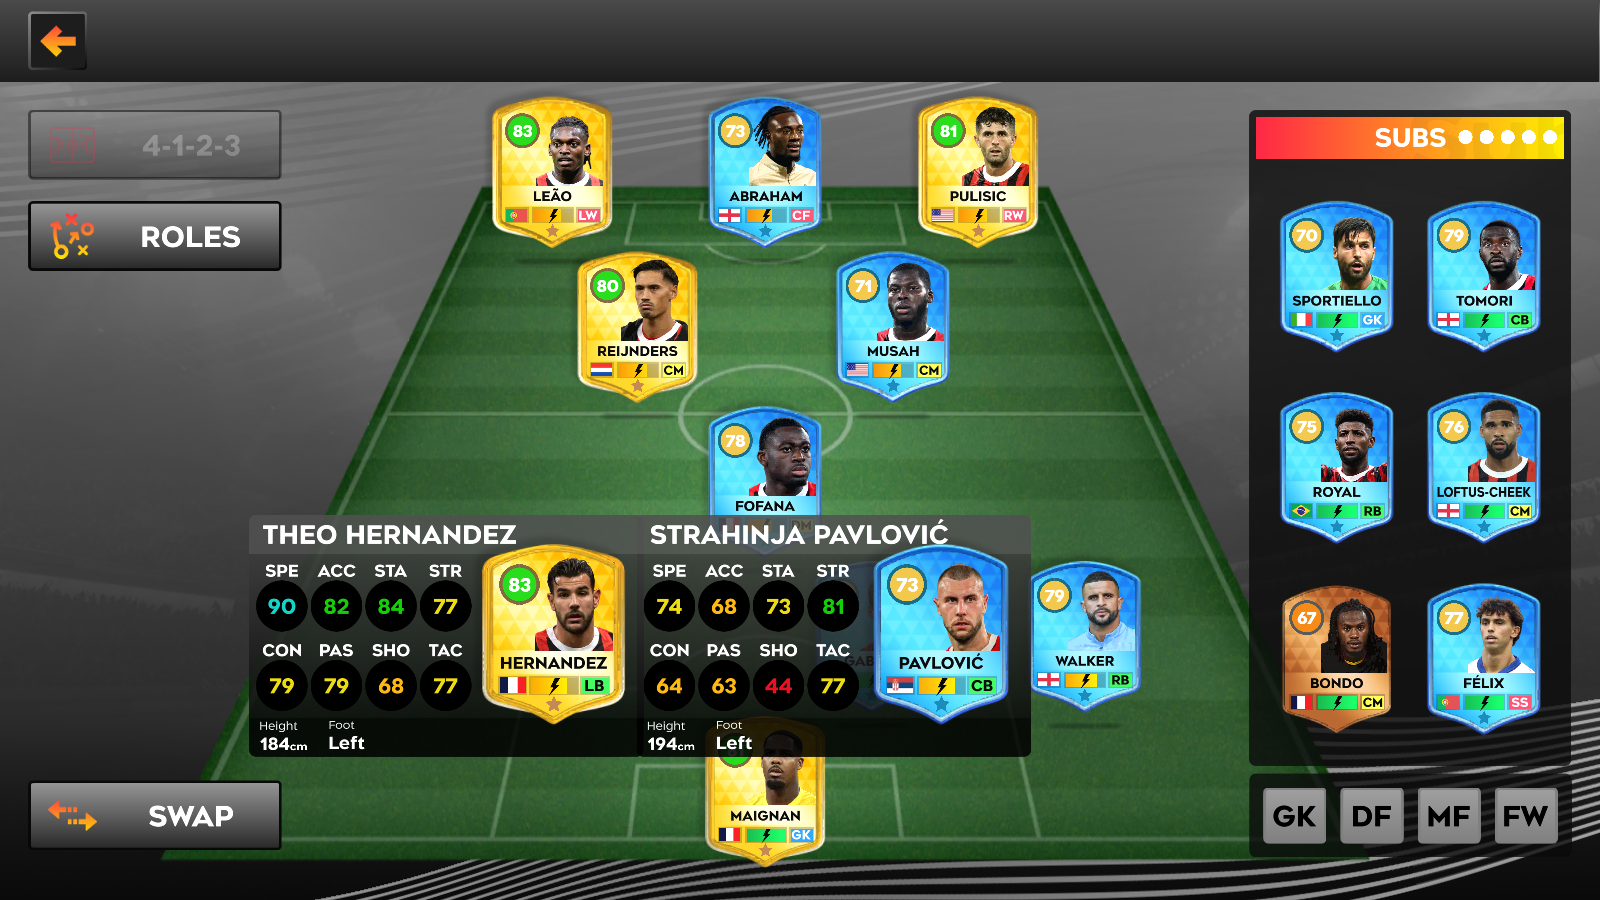 4-1-2-3
ROLES
83
LEÃO
LW
73
ABRAHAM
CF
81
PULISIC
RW
80
REIJNDERS
CM
71
MUSAH
CM
78
FOFANA
DM
THEO HERNANDEZ
SPE ACC STA STR
90 82 84 77
CON PAS SHO TAC
79 79 68 77
Height Foot
184cm Left
83
HERNANDEZ
LB
STRAHINJA PAVLOVIĆ
SPE ACC STA STR
74 68 73 81
CON PAS SHO TAC
64 63 44 77
Height Foot
194cm Left
73
PAVLOVIĆ
CB
79
WALKER
RB
MAIGNAN
GK
SWAP
SUBS
70
SPORTIELLO
GK
79
TOMORI
CB
75
ROYAL
RB
76
LOFTUS-CHEEK
CM
67
BONDO
CM
77
FÉLIX
SS
GK DF MF FW